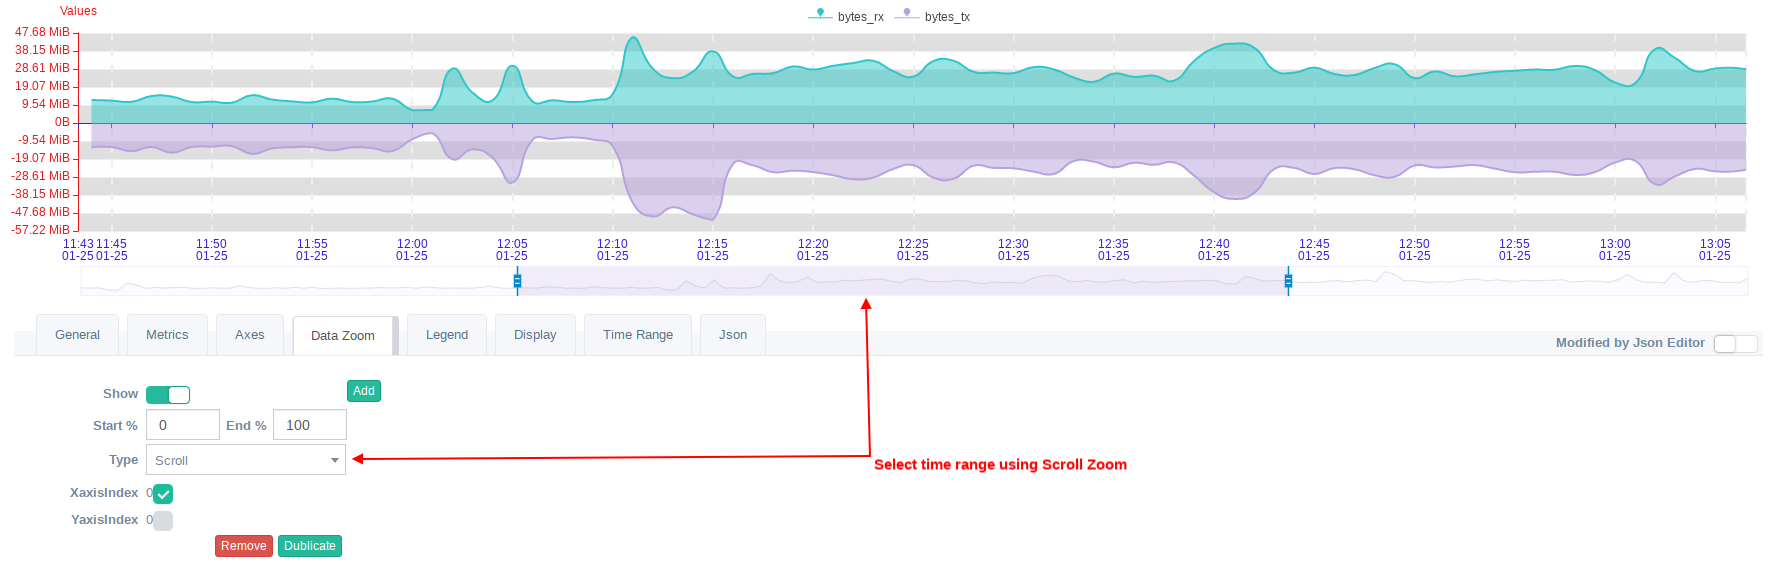 Values
bytes_rx bytes_tx
47.68 MiB
38.15 MiB
28.61 MiB
19.07 MiB
9.54 MiB
0B
-9.54 MiB
-19.07 MiB
-28.61 MiB
-38.15 MiB
-47.68 MiB
-57.22 MiB
11:43 11:45 11:50 11:55 12:00 12:05 12:10 12:15 12:20 12:25 12:30 12:35 12:40 12:45 12:50 12:55 13:00 13:05
01-25 01-25 01-25 01-25 01-25 01-25 01-25 01-25 01-25 01-25 01-25 01-25 01-25 01-25 01-25 01-25 01-25 01-25
General Metrics Axes Data Zoom Legend Display Time Range Json
Modified by Json Editor
Show Add
Start % 0 End % 100
Type Scroll
Select time range using Scroll Zoom
XaxisIndex 0
YaxisIndex 0
Remove Dublicate